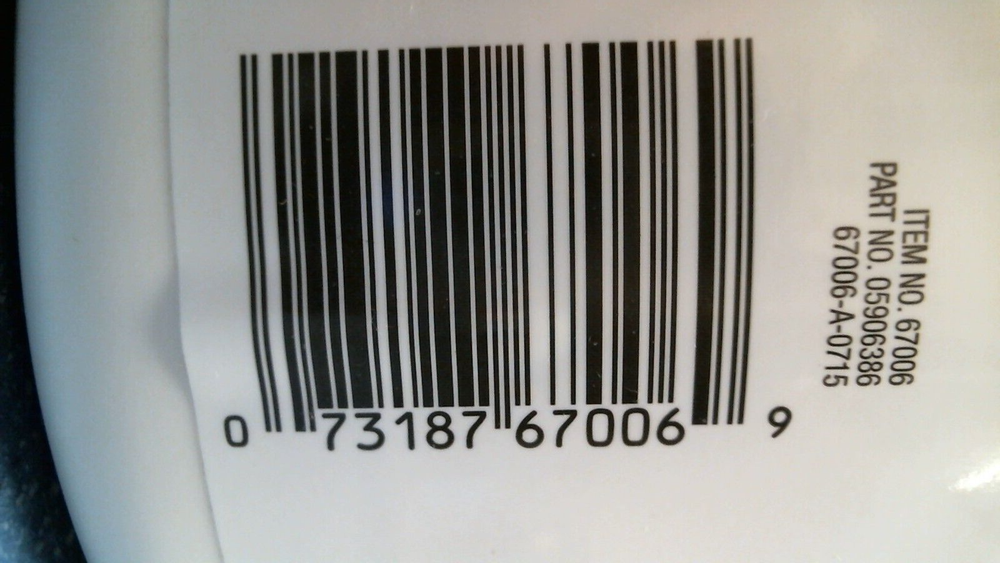 0 73187 67006 9
ITEM NO. 67006
PART NO. 05906386
67006-A-0715